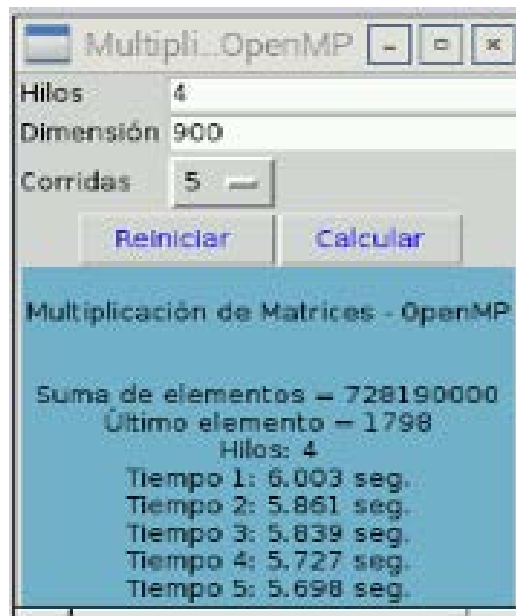 Multipli...OpenMP
Hilos 4
Dimensión 900
Corridas 5
Reiniciar Calcular
Multiplicación de Matrices - OpenMP
Suma de elementos = 728190000
Último elemento = 1798
Hilos: 4
Tiempo 1: 6.003 seg.
Tiempo 2: 5.861 seg.
Tiempo 3: 5.839 seg.
Tiempo 4: 5.727 seg.
Tiempo 5: 5.698 seg.